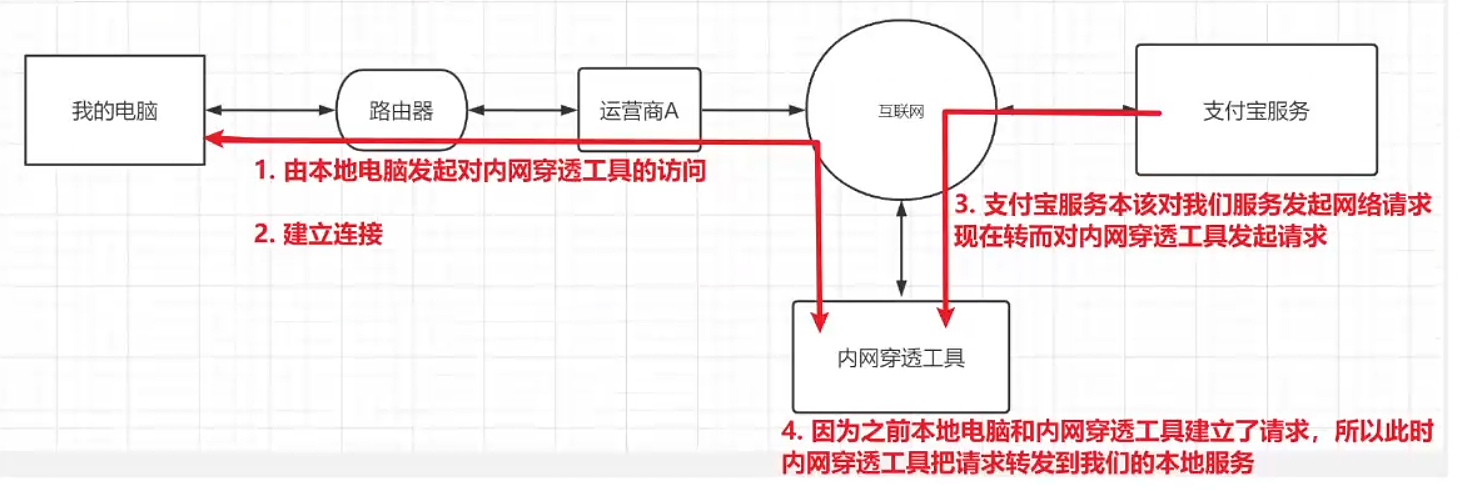 我的电脑
路由器
运营商A
互联网
支付宝服务
1. 由本地电脑发起对内网穿透工具的访问
2. 建立连接
3. 支付宝服务本该对我们服务发起网络请求
现在转而对内网穿透工具发起请求
内网穿透工具
4. 因为之前本地电脑和内网穿透工具建立了请求，所以此时
内网穿透工具把请求转发到我们的本地服务